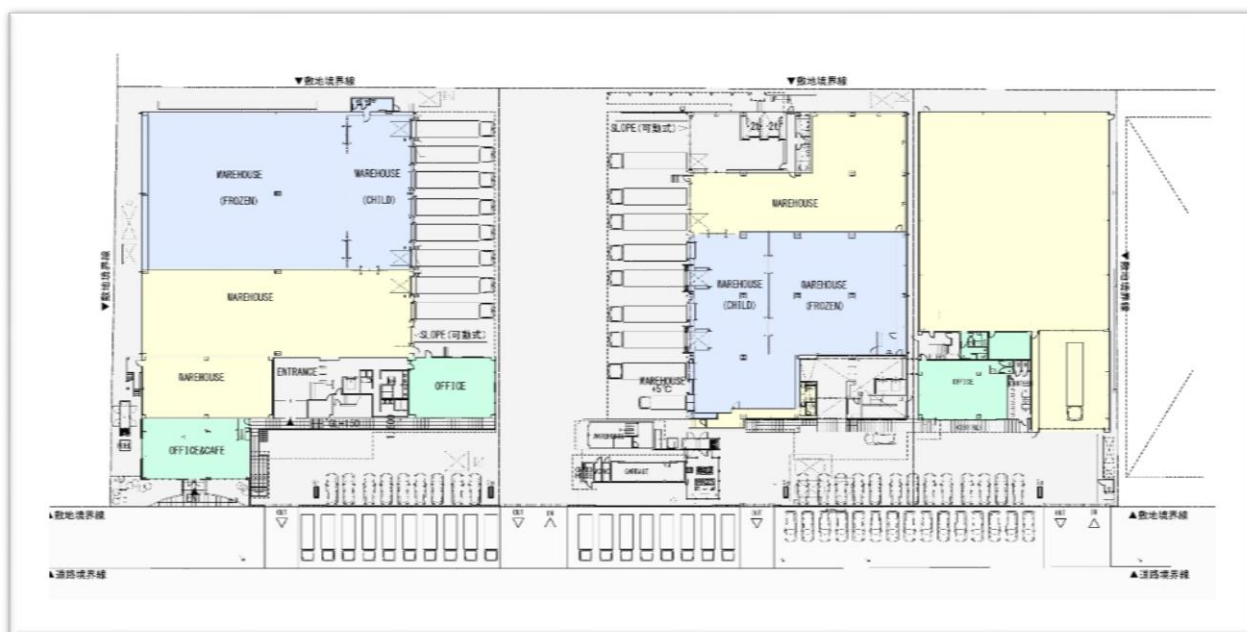 ▼敷地境界線
▼敷地境界線
SLOPE(可動式)
WAREHOUSE
(FROZEN)
WAREHOUSE
(CHILD)
WAREHOUSE
▼敷地境界線
▼敷地境界線
WAREHOUSE
(CHILD)
WAREHOUSE
(FROZEN)
WAREHOUSE
SLOPE(可動式)
WAREHOUSE
ENTRANCE
OFFICE
WAREHOUSE
+5℃
OFFICE
OFFICE&CAFE
▲敷地境界線
OUT
OUT
IN
OUT
OUT
IN
▲敷地境界線
▲道路境界線
▲道路境界線